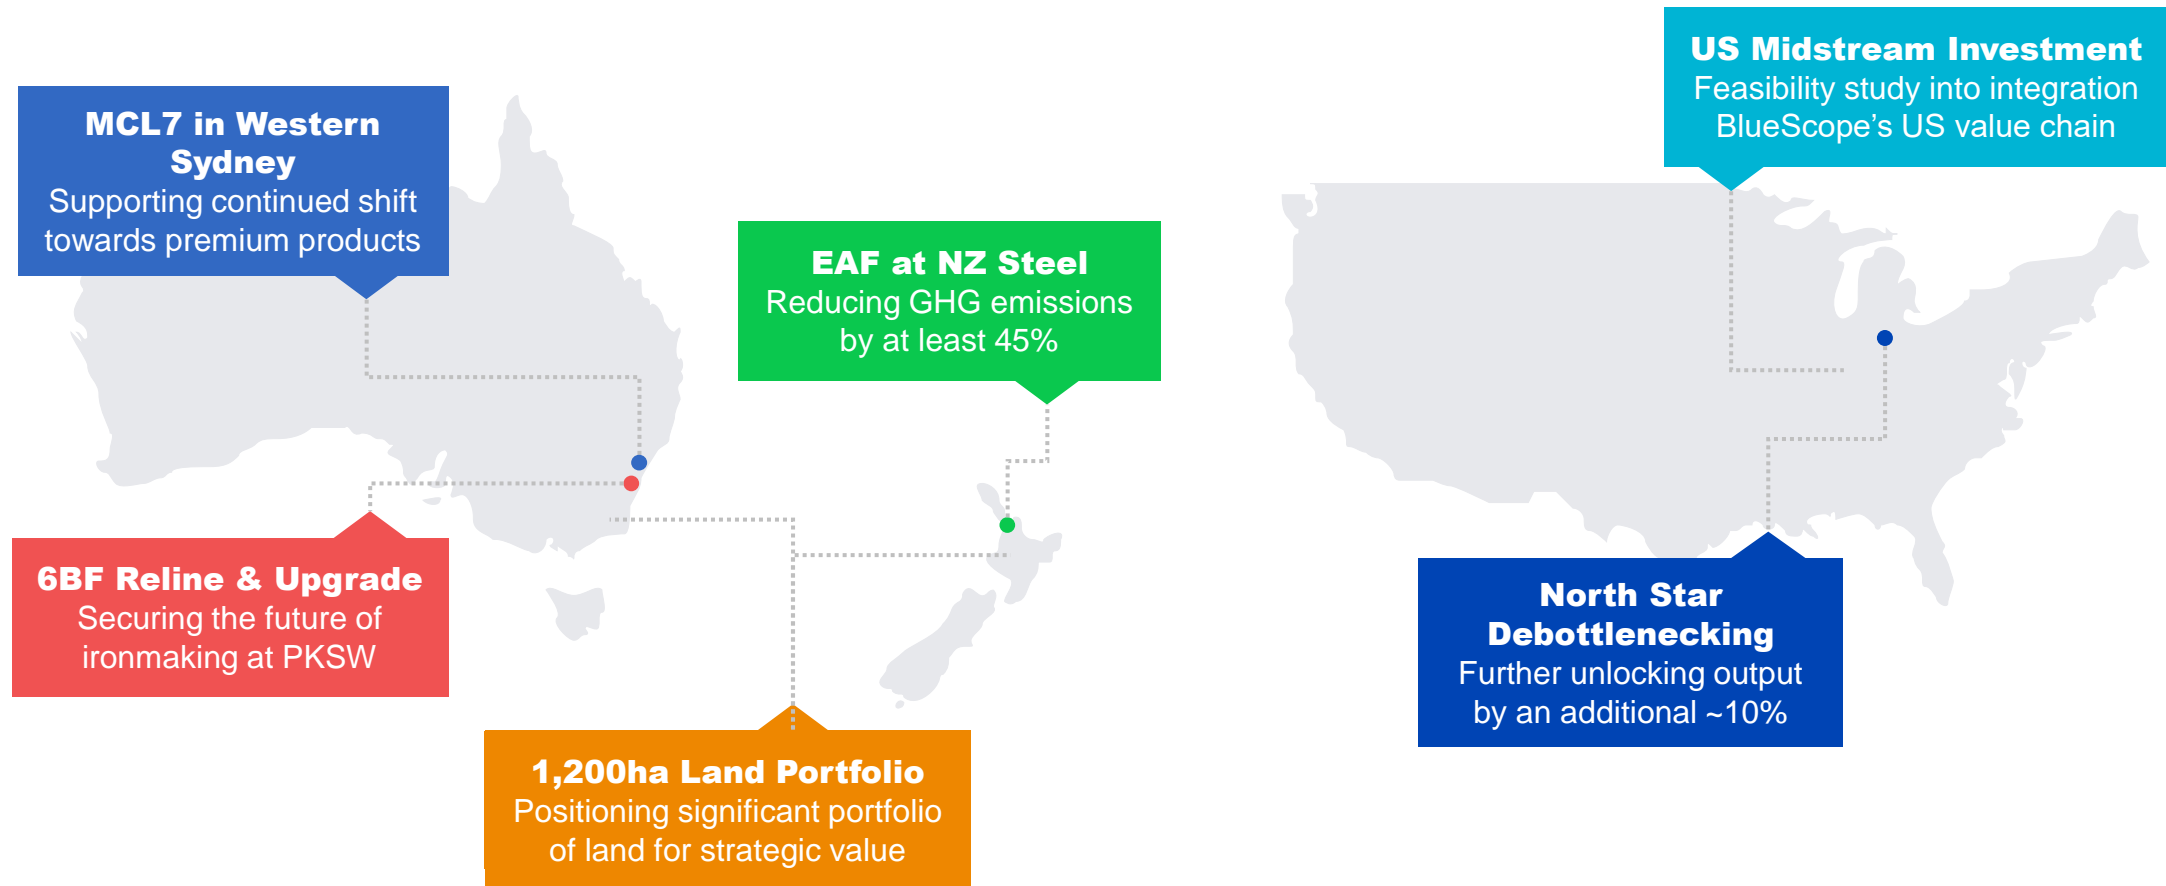 MCL7 in Western
Sydney
Supporting continued shift
towards premium products
6BF Reline & Upgrade
Securing the future of
ironmaking at PKSW
EAF at NZ Steel
Reducing GHG emissions
by at least 45%
1,200ha Land Portfolio
Positioning significant portfolio
of land for strategic value
US Midstream Investment
Feasibility study into integration
BlueScope’s US value chain
North Star
Debottlenecking
Further unlocking output
by an additional ~10%